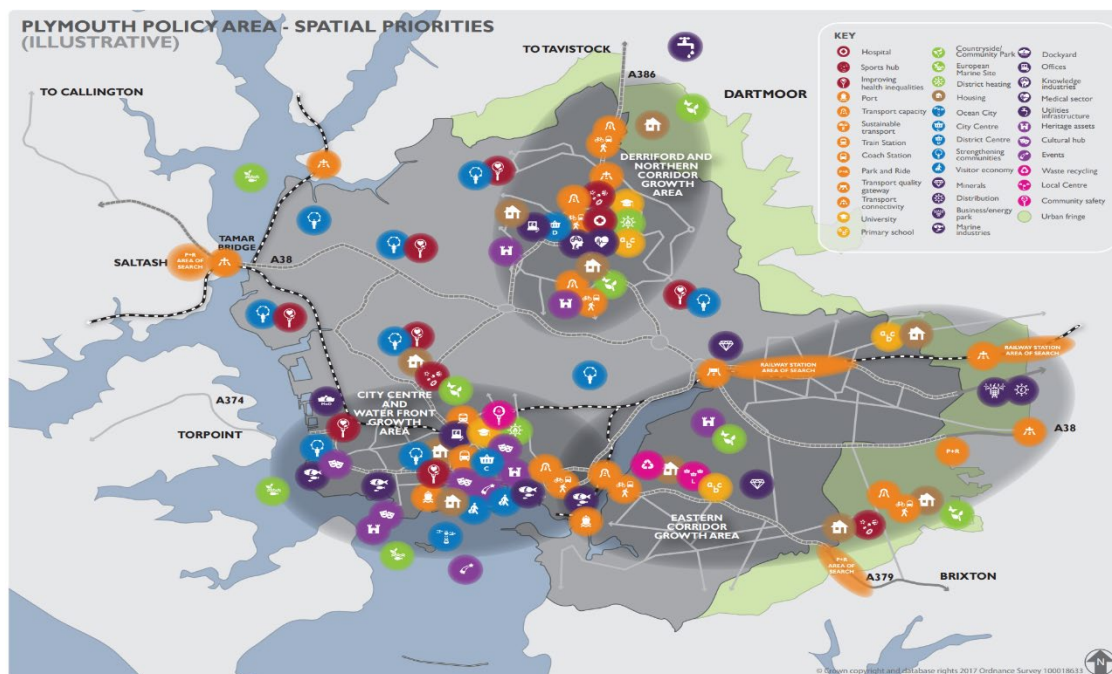 PLYMOUTH POLICY AREA - SPATIAL PRIORITIES
(ILLUSTRATIVE)
TO TAVISTOCK
A386
DARTMOOR
TO CALLINGTON
DERRIFORD AND
NORTHERN
CORRIDOR
GROWTH
AREA
TAMAR
BRIDGE
SALTASH
P+R
AREA OF
SEARCH
A38
RAILWAY STATION
AREA OF SEARCH
RAILWAY STATION
AREA OF SEARCH
CITY CENTRE
AND
WATER FRONT
GROWTH
AREA
A374
TORPOINT
A38
P+R
EASTERN
CORRIDOR
GROWTH AREA
P+R
AREA OF
SEARCH
A379
BRIXTON
D
C
L
KEY
Hospital
Sports hub
Improving
health inequalities
Port
Transport capacity
Sustainable
transport
Train Station
Coach Station
Park and Ride
Transport quality
gateway
Transport
connectivity
University
Primary school
Countryside/
Community Park
European
Marine Site
District heating
Housing
Ocean City
City Centre
District Centre
Strengthening
communities
Visitor economy
Minerals
Distribution
Business/energy
park
Marine
industries
Dockyard
Offices
Knowledge
industries
Medical sector
Utilities
infrastructure
Heritage assets
Cultural hub
Events
Waste recycling
Local Centre
Community safety
Urban fringe
N
© Crown copyright and database rights 2017 Ordnance Survey 100018633